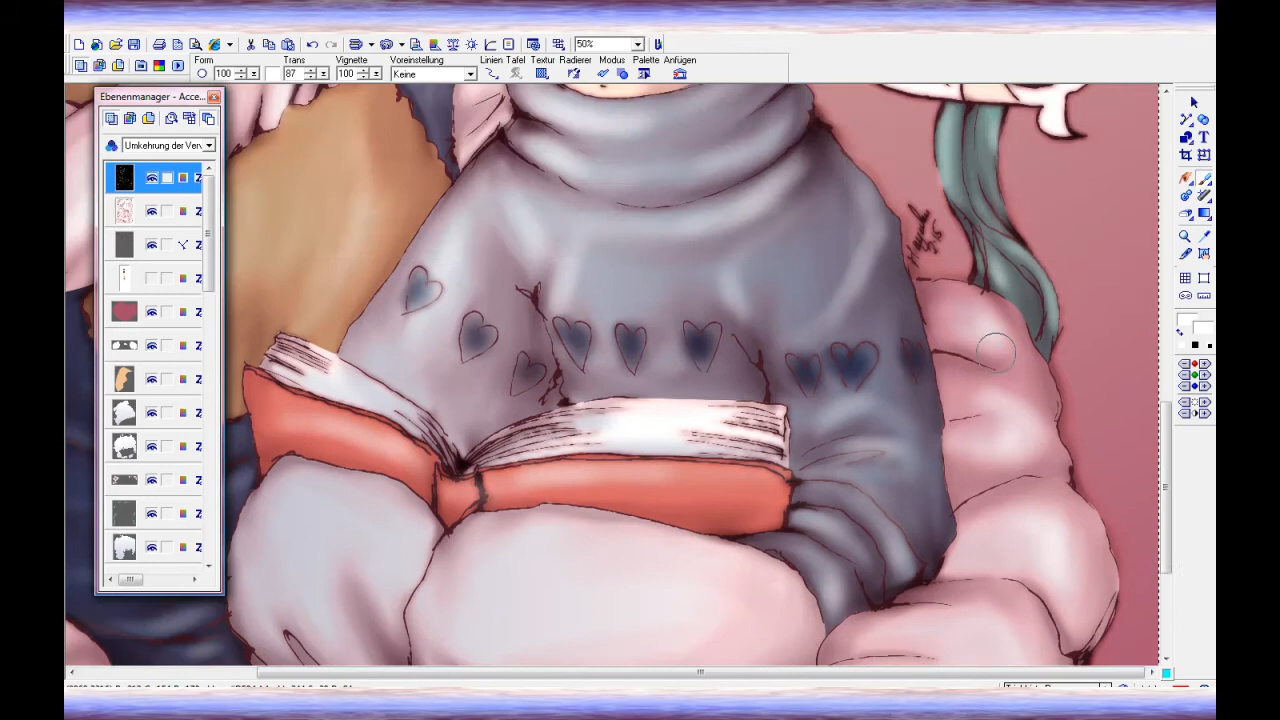 50%
Form Trans Vignette Voreinstellung Linien Tafel Textur Radierer Modus Palette Anfügen
100 87 100 Keine
Ebenenmanager - Acce...
Umkehrung der Ver